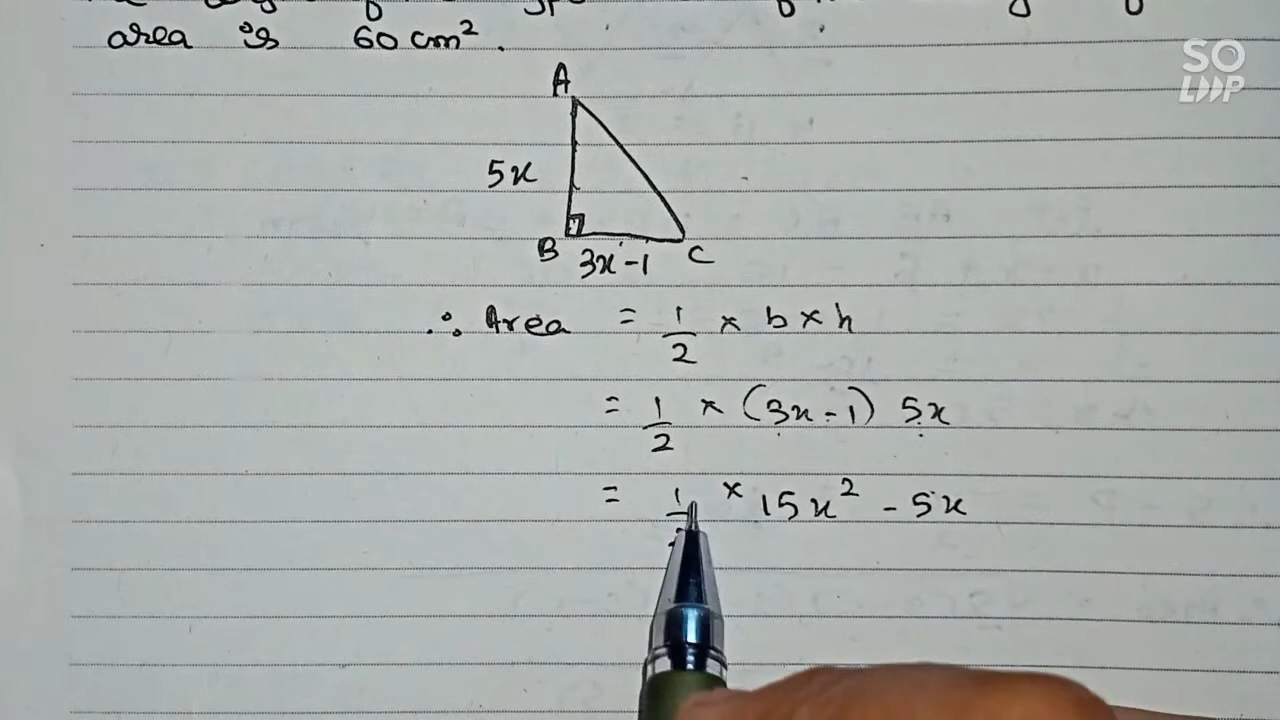 area is 60 cm².
SO
LOOP
A
5x
B
C
3x-1
∴ Area = 1/2 × b × h
= 1/2 × (3x - 1) 5x
= 1/ × 15x² - 5x